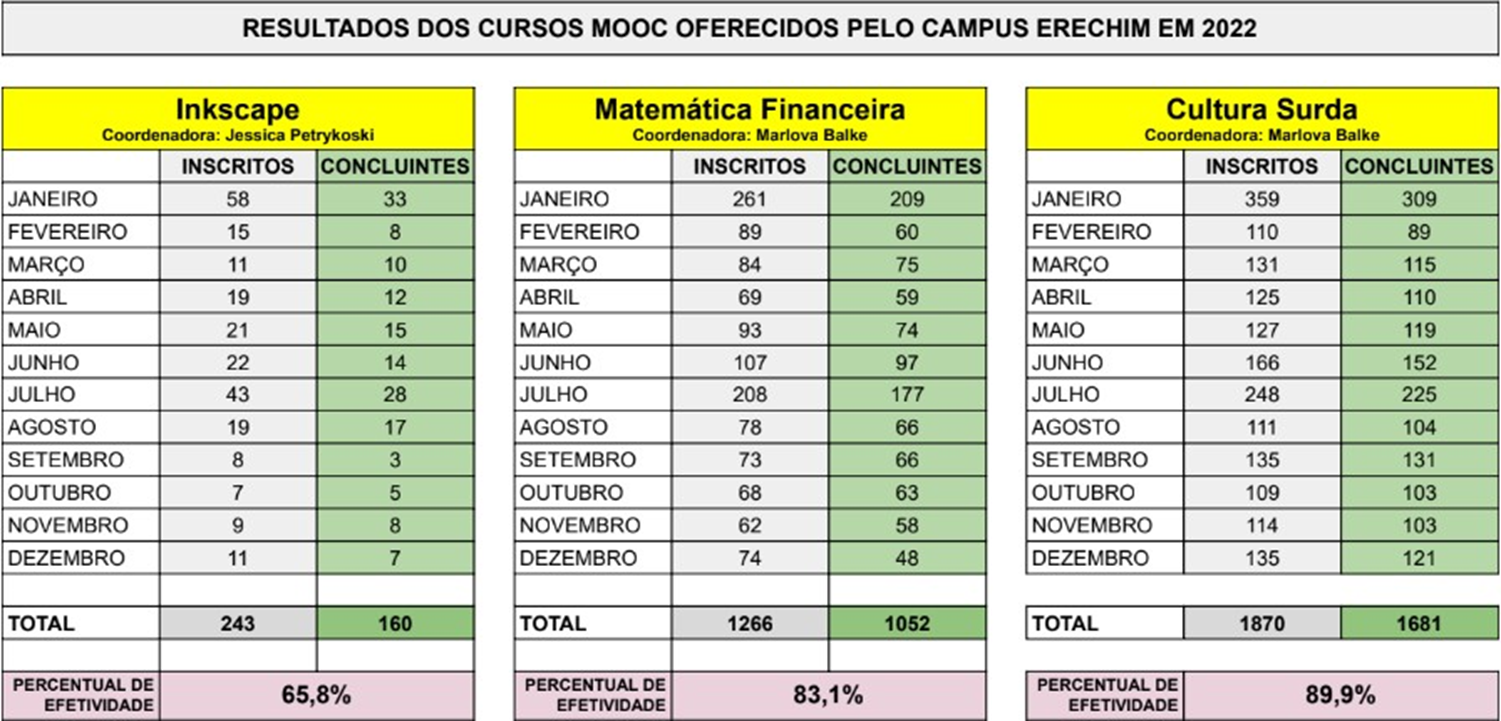 RESULTADOS DOS CURSOS MOOC OFERECIDOS PELO CAMPUS ERECHIM EM 2022
Inkscape
Coordenadora: Jessica Petrykoski
INSCRITOS CONCLUINTES
JANEIRO 58 33
FEVEREIRO 15 8
MARÇO 11 10
ABRIL 19 12
MAIO 21 15
JUNHO 22 14
JULHO 43 28
AGOSTO 19 17
SETEMBRO 8 3
OUTUBRO 7 5
NOVEMBRO 9 8
DEZEMBRO 11 7
TOTAL 243 160
PERCENTUAL DE
EFETIVIDADE 65,8%
Matemática Financeira
Coordenadora: Marlova Balke
INSCRITOS CONCLUINTES
JANEIRO 261 209
FEVEREIRO 89 60
MARÇO 84 75
ABRIL 69 59
MAIO 93 74
JUNHO 107 97
JULHO 208 177
AGOSTO 78 66
SETEMBRO 73 66
OUTUBRO 68 63
NOVEMBRO 62 58
DEZEMBRO 74 48
TOTAL 1266 1052
PERCENTUAL DE
EFETIVIDADE 83,1%
Cultura Surda
Coordenadora: Marlova Balke
INSCRITOS CONCLUINTES
JANEIRO 359 309
FEVEREIRO 110 89
MARÇO 131 115
ABRIL 125 110
MAIO 127 119
JUNHO 166 152
JULHO 248 225
AGOSTO 111 104
SETEMBRO 135 131
OUTUBRO 109 103
NOVEMBRO 114 103
DEZEMBRO 135 121
TOTAL 1870 1681
PERCENTUAL DE
EFETIVIDADE 89,9%